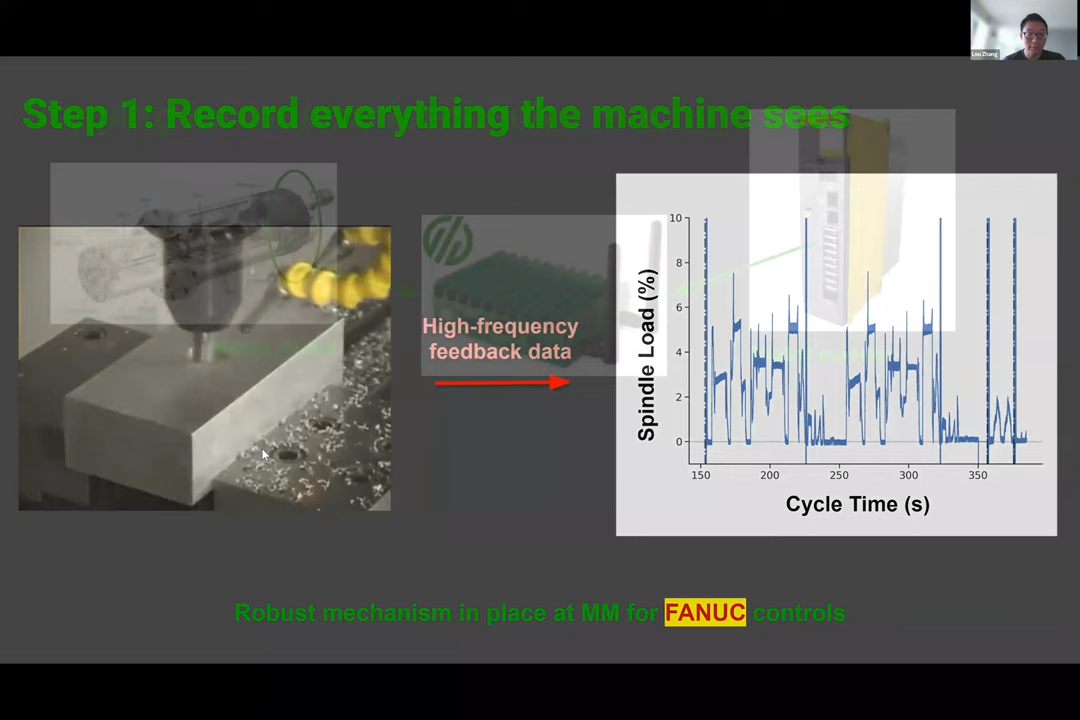 Lou Zhang
Step 1: Record everything the machine sees
High-frequency
feedback data
Spindle Load (%)
10
8
6
4
2
0
150 200 250 300 350
Cycle Time (s)
Robust mechanism in place at MM for FANUC controls